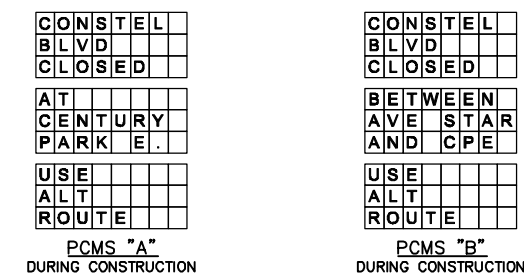 CONSTEL
BLVD
CLOSED
AT
CENTURY
PARK E.
USE
ALT
ROUTE
PCMS "A"
DURING CONSTRUCTION
CONSTEL
BLVD
CLOSED
BETWEEN
AVE STAR
AND CPE
USE
ALT
ROUTE
PCMS "B"
DURING CONSTRUCTION